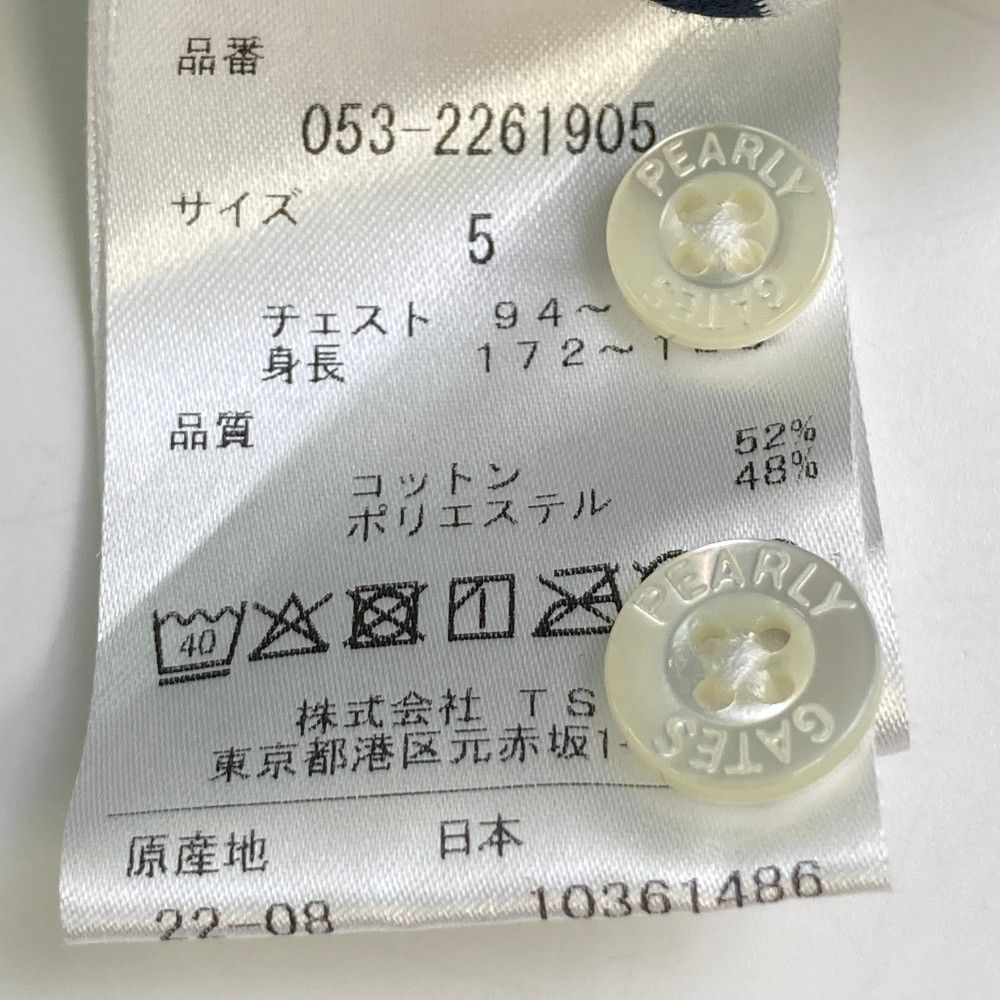 品番
053-2261905
サイズ
5
チェスト 94~
身長 172~1
品質
コットン 52%
ポリエステル 48%
40
株式会社 TS
東京都港区元赤坂1-
原産地 日本
22-08 10361486
PEARLY
GATES
PEARLY
GATES